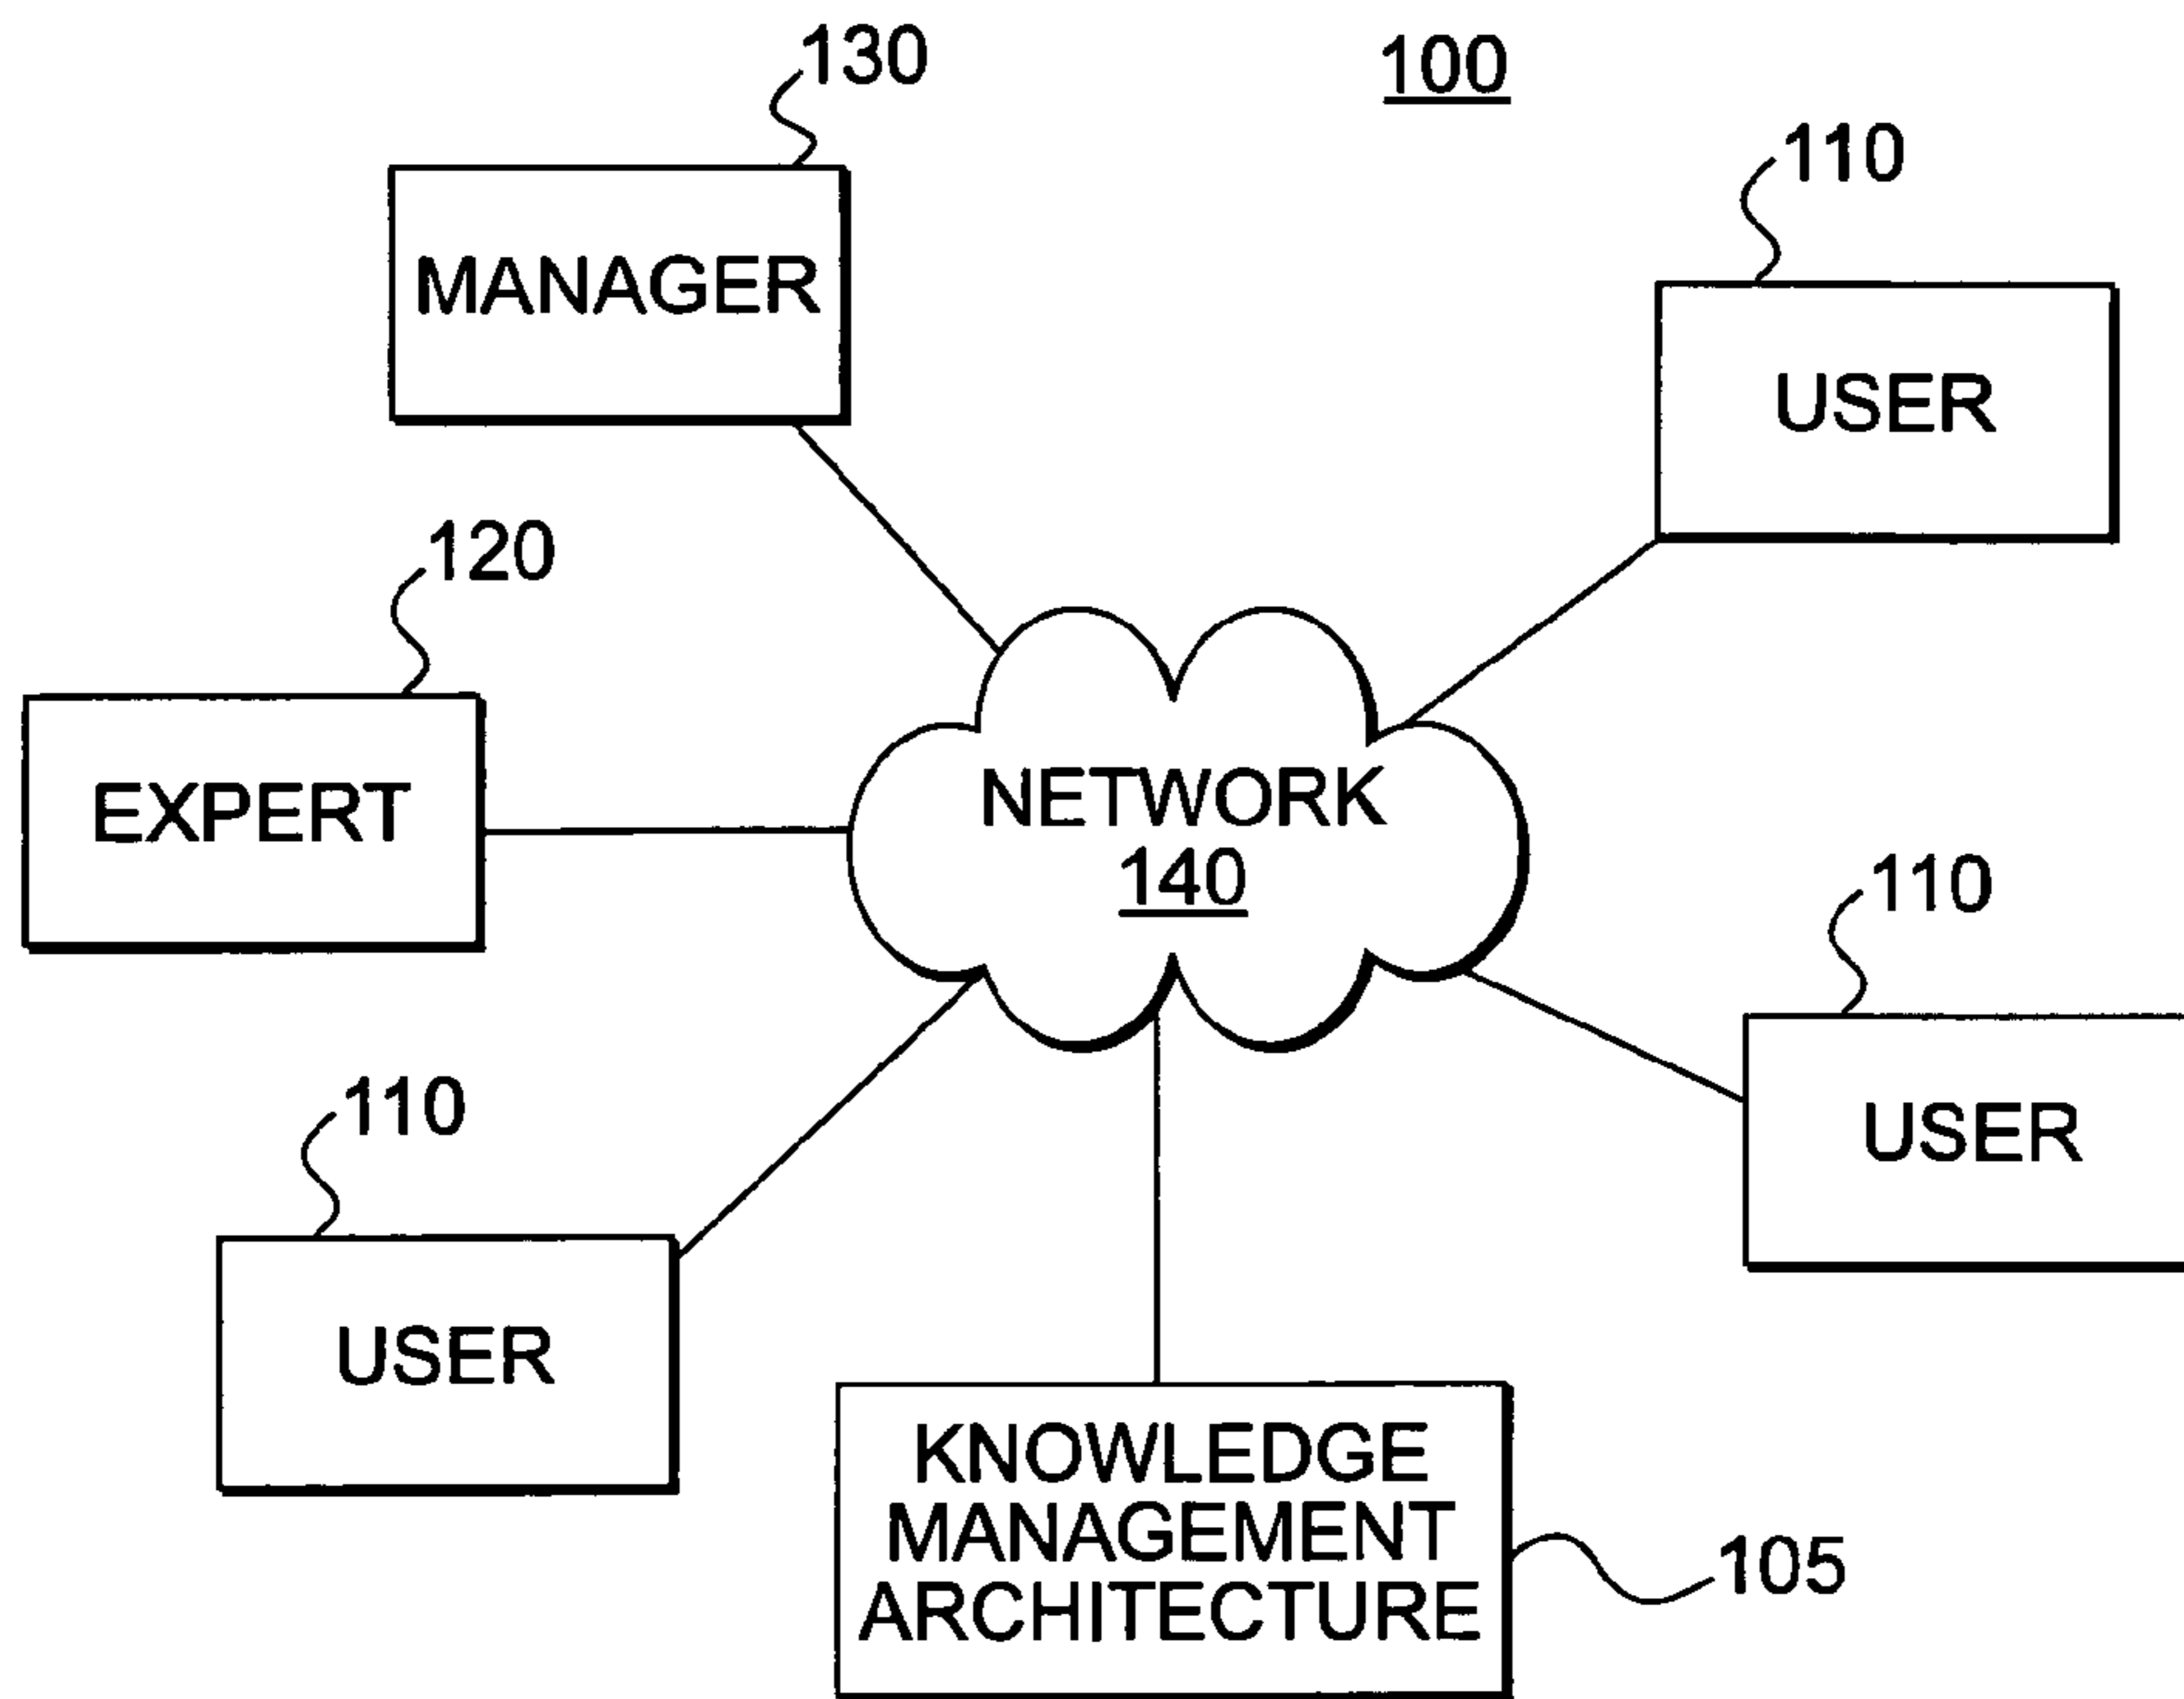 130
100
110
MANAGER
USER
120
EXPERT
NETWORK
140
110
110
USER
USER
KNOWLEDGE
MANAGEMENT
ARCHITECTURE
105